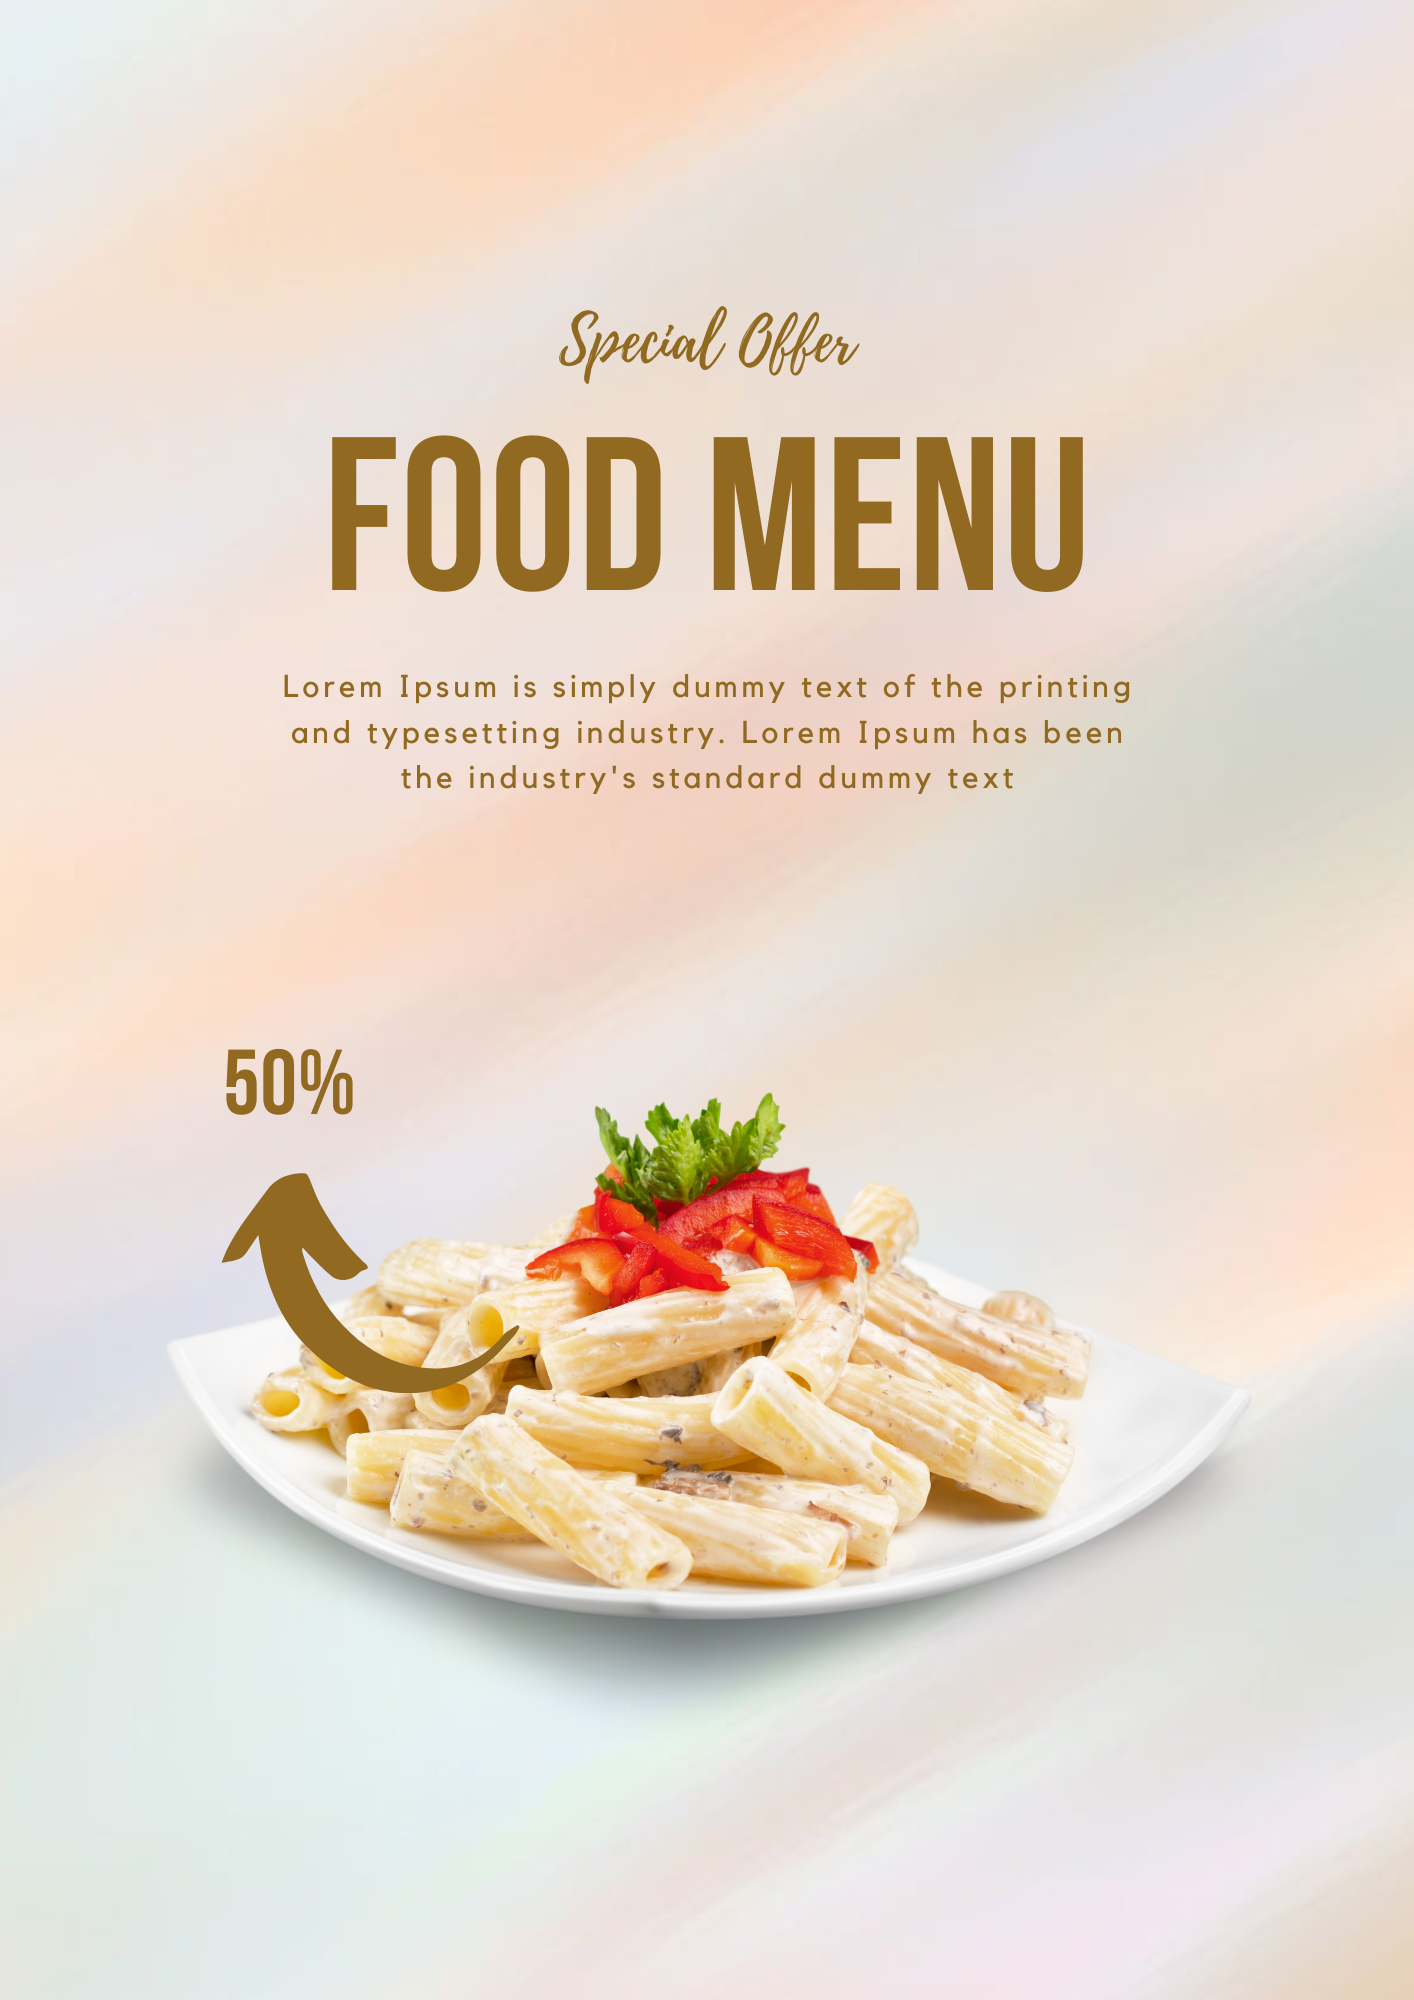 Special Offer
FOOD MENU
Lorem Ipsum is simply dummy text of the printing
and typesetting industry. Lorem Ipsum has been
the industry's standard dummy text
50%